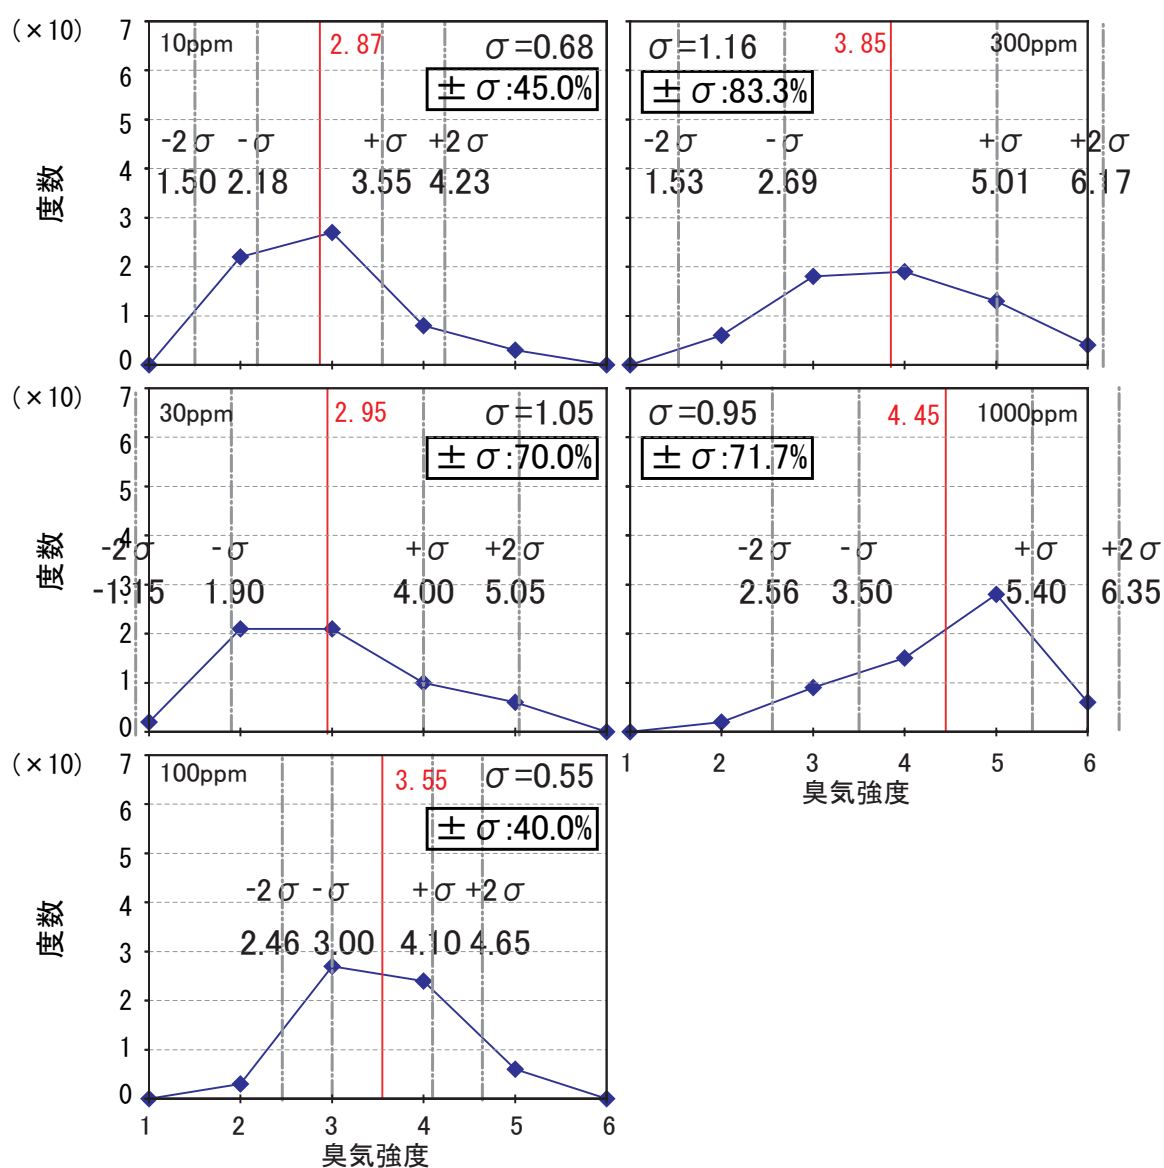 (×10)
7
6
5
4
3
2
1
0
度数
10ppm
2.87
σ=0.68
±σ:45.0%
-2σ -σ +σ +2σ
1.50 2.18 3.55 4.23
σ=1.16
3.85
300ppm
±σ:83.3%
-2σ -σ +σ +2σ
1.53 2.69 5.01 6.17
(×10)
7
6
5
4
3
2
1
0
度数
30ppm
2.95
σ=1.05
±σ:70.0%
-2σ -σ +σ +2σ
1.90 4.00 5.05
σ=0.95
4.45
1000ppm
±σ:71.7%
-2σ -σ +σ +2σ
2.56 3.50 5.40 6.35
1 2 3 4 5 6
臭気強度
(×10)
7
6
5
4
3
2
1
0
度数
100ppm
3.55
σ=0.55
±σ:40.0%
-2σ -σ +σ +2σ
2.46 3.00 4.10 4.65
1 2 3 4 5 6
臭気強度